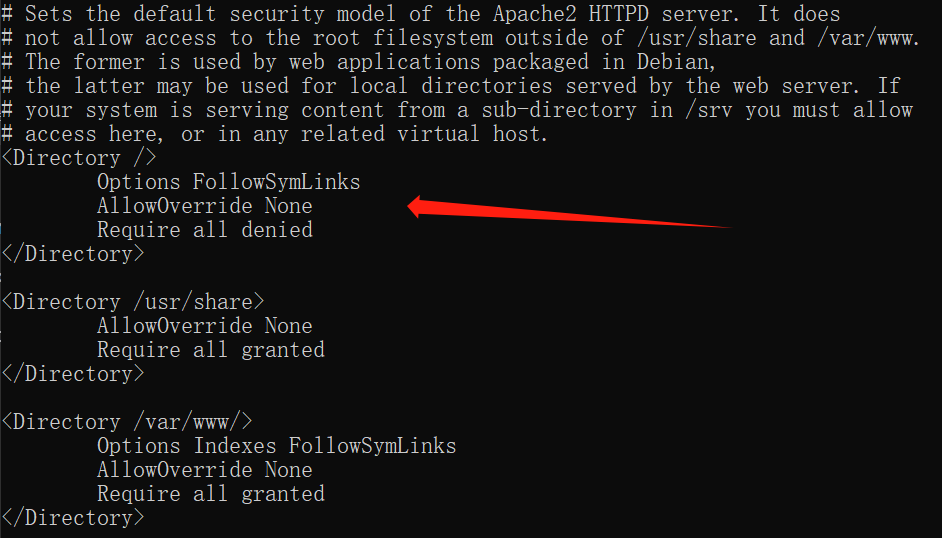 # Sets the default security model of the Apache2 HTTPD server. It does
# not allow access to the root filesystem outside of /usr/share and /var/www.
# The former is used by web applications packaged in Debian,
# the latter may be used for local directories served by the web server. If
# your system is serving content from a sub-directory in /srv you must allow
# access here, or in any related virtual host.
<Directory />
        Options FollowSymLinks
        AllowOverride None
        Require all denied
</Directory>

<Directory /usr/share>
        AllowOverride None
        Require all granted
</Directory>

<Directory /var/www/>
        Options Indexes FollowSymLinks
        AllowOverride None
        Require all granted
</Directory>